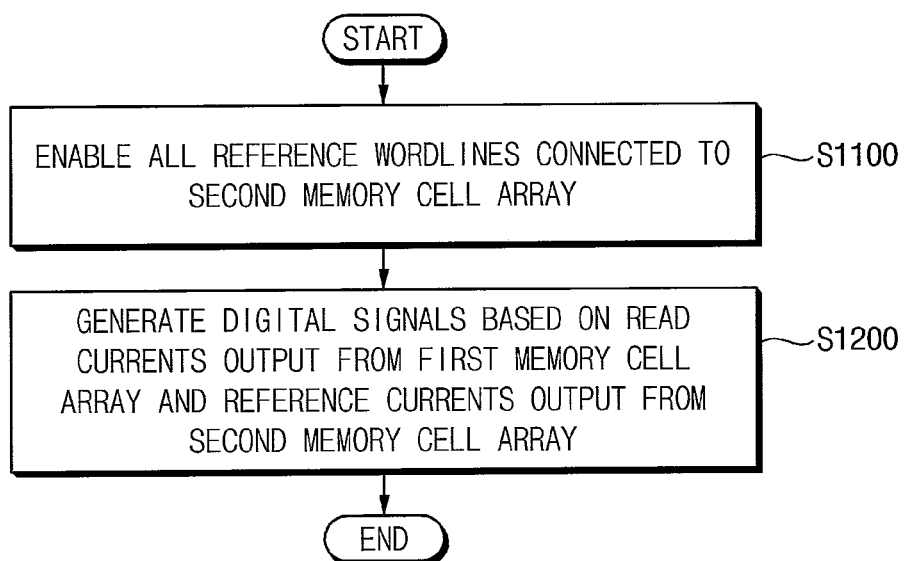 START
ENABLE ALL REFERENCE WORDLINES CONNECTED TO
SECOND MEMORY CELL ARRAY
S1100
GENERATE DIGITAL SIGNALS BASED ON READ
CURRENTS OUTPUT FROM FIRST MEMORY CELL
ARRAY AND REFERENCE CURRENTS OUTPUT FROM
SECOND MEMORY CELL ARRAY
S1200
END